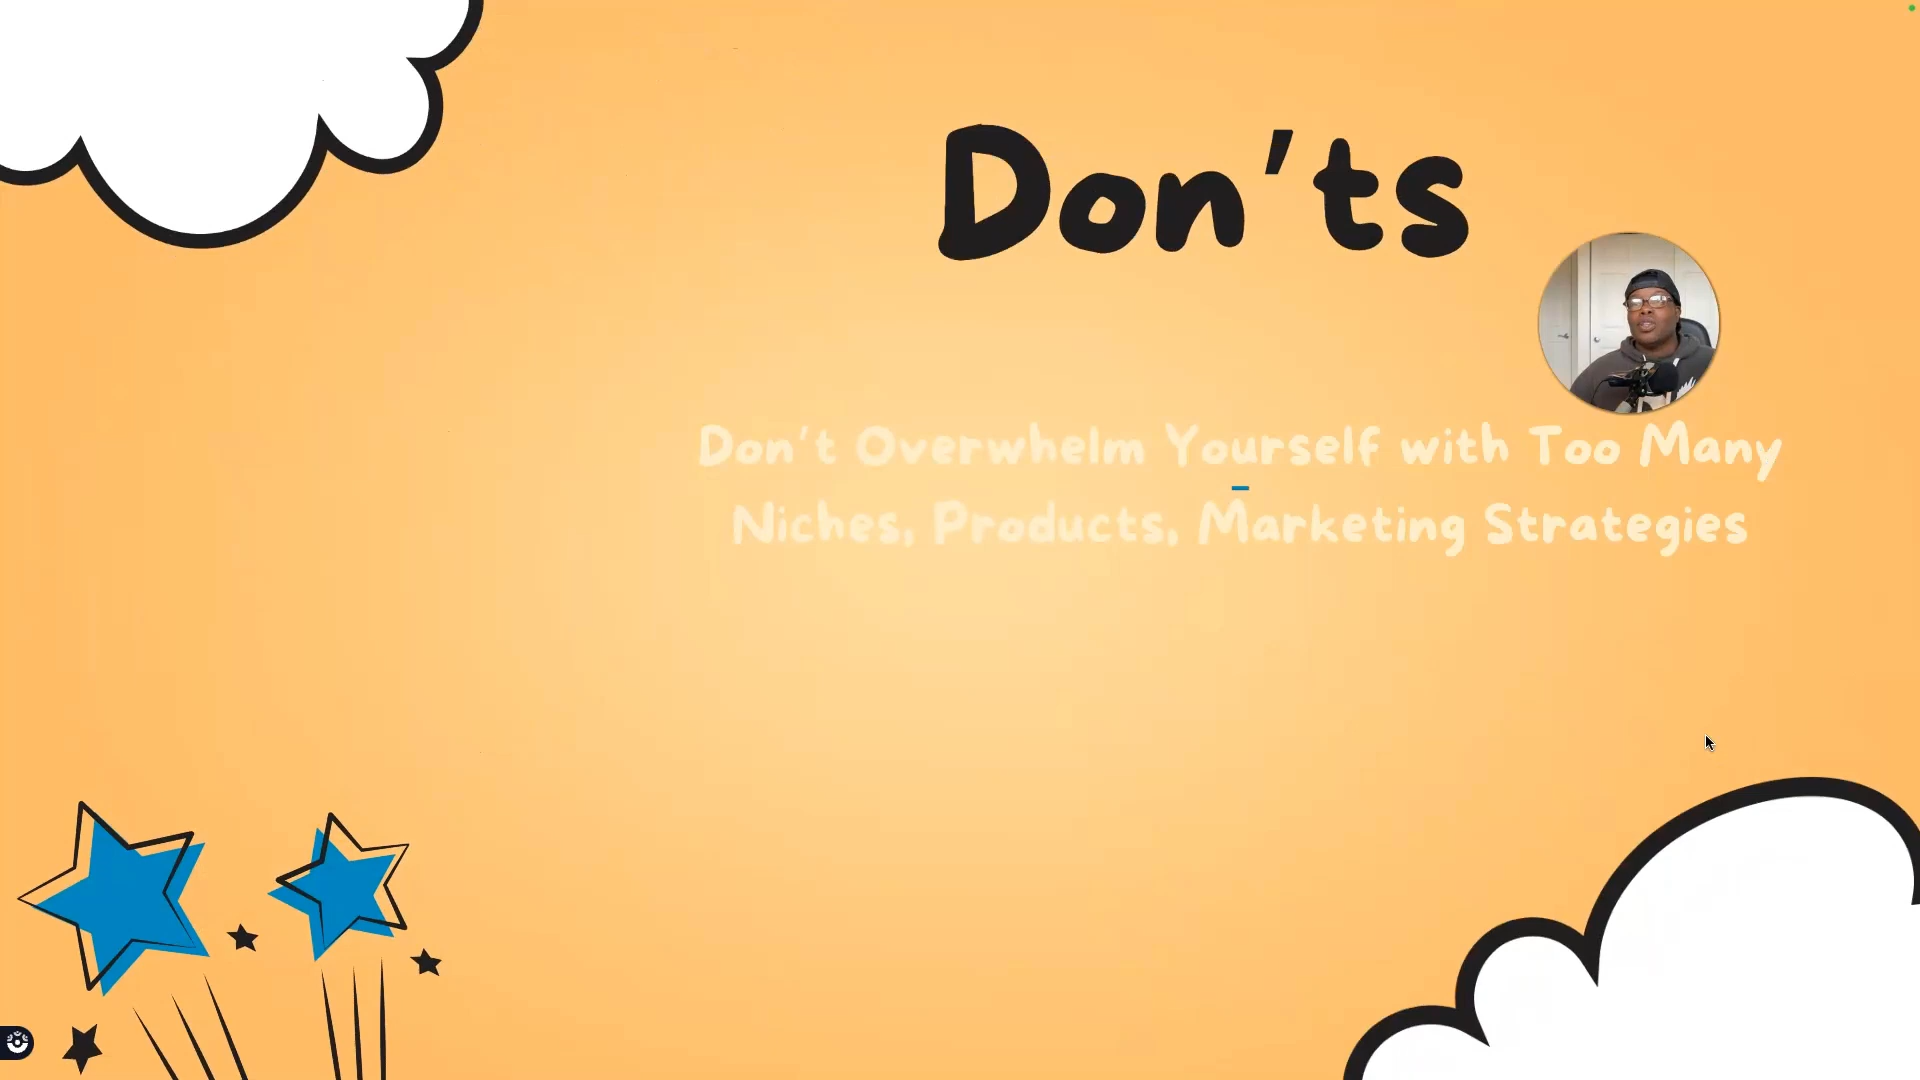 Don'ts
Don't Overwhelm Yourself with Too Many
Niches, Products, Marketing Strategies